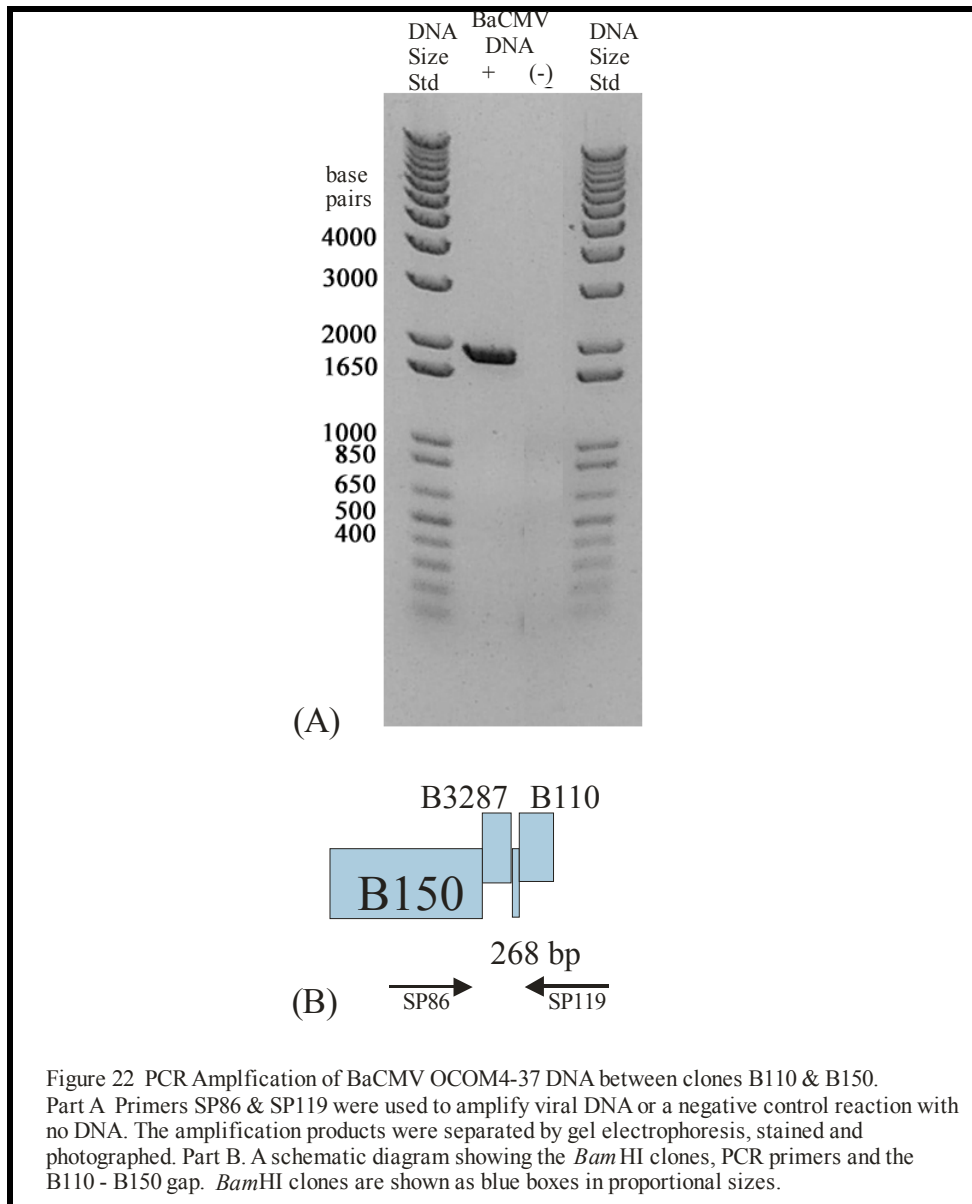 DNA
Size
Std
BaCMV
DNA
+ (-)
DNA
Size
Std
base
pairs
4000
3000
2000
1650
1000
850
650
500
400
(A)
B3287 B110
B150
268 bp
SP86 SP119
(B)
Figure 22 PCR Amplfication of BaCMV OCOM4-37 DNA between clones B110 & B150.
Part A Primers SP86 & SP119 were used to amplify viral DNA or a negative control reaction with
no DNA. The amplification products were separated by gel electrophoresis, stained and
photographed. Part B. A schematic diagram showing the BamHI clones, PCR primers and the
B110 - B150 gap. BamHI clones are shown as blue boxes in proportional sizes.